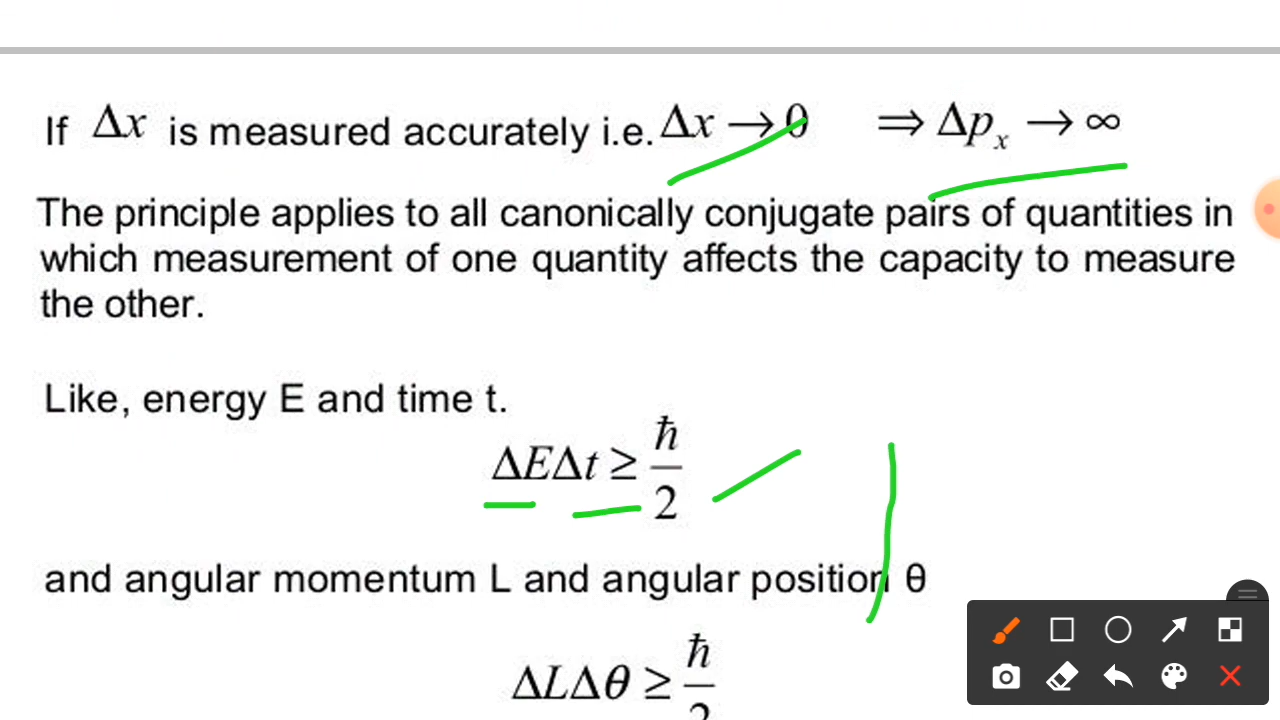 If Δx is measured accurately i.e. Δx → 0 ⇒ Δpₓ → ∞
The principle applies to all canonically conjugate pairs of quantities in
which measurement of one quantity affects the capacity to measure
the other.
Like, energy E and time t.
ΔEΔt ≥ ħ/2
and angular momentum L and angular position θ
ΔLΔθ ≥ ħ/2